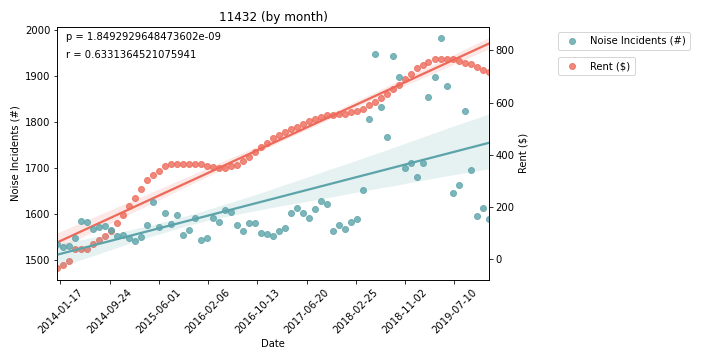 11432 (by month)
p = 1.8492929648473602e-09
r = 0.6331364521075941
Noise Incidents (#)
Rent ($)
2000
1900
1800
1700
1600
1500
Noise Incidents (#)
800
600
400
200
0
Rent ($)
2014-01-17
2014-09-24
2015-06-01
2016-02-06
2016-10-13
2017-06-20
2018-02-25
2018-11-02
2019-07-10
Date